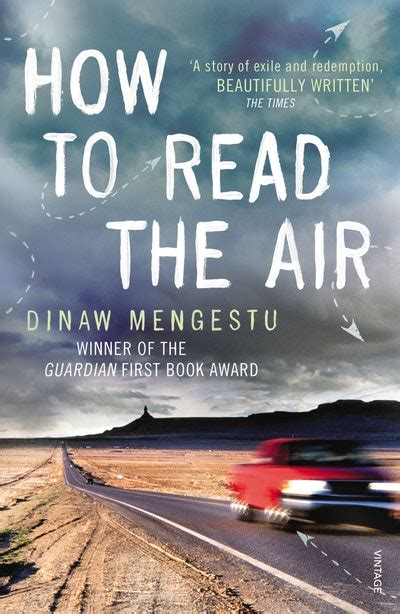 HOW
TO READ
THE AIR
‘A story of exile and redemption,
BEAUTIFULLY WRITTEN’
THE TIMES
DINAW MENGESTU
WINNER OF THE
GUARDIAN FIRST BOOK AWARD
VINTAGE